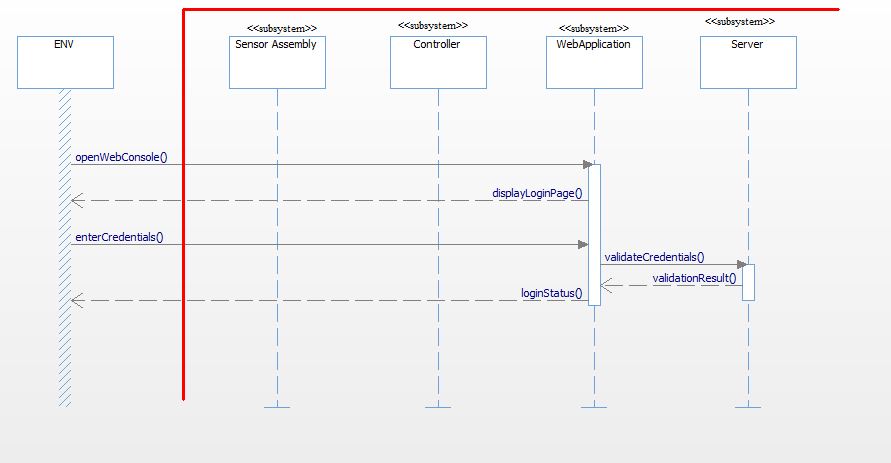 <<subsystem>> <<subsystem>> <<subsystem>> <<subsystem>>
ENV Sensor Assembly Controller WebApplication Server
openWebConsole()
displayLoginPage()
enterCredentials()
validateCredentials()
validationResult()
loginStatus()